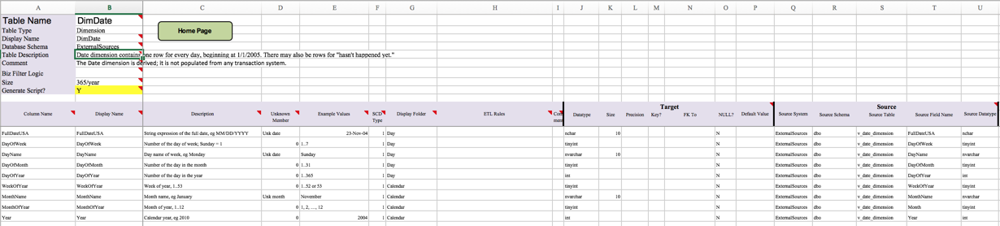 A B C D E F G H I J K L M N O P Q R S T U
Table Name DimDate
Table Type Dimension
Home Page
Display Name DimDate
Database Schema ExternalSources
Table Description Date dimension contains one row for every day, beginning at 1/1/2005. There may also be rows for "hasn't happened yet."
Comment The Date dimension is derived; It is not populated from any transaction system.
Biz Filter Logic
Size 365/year
Generate Script? Y
Target Source
Column Name Display Name Description Unknown Member Example Values SCD Type Display Folder ETL Rules Com ment Datatype Size Precision Key? FK To NULL? Default Value Source System Source Schema Source Table Source Field Name Source Datatype
FullDateUSA FullDateUSA String expression of the full date, eg MM/DD/YYYY Unk date 23-Nov-04 1 Day nchar 10 N ExternalSources dbo v_date_dimension FullDateUSA nchar
DayOfWeek DayOfWeek Number of the day of week; Sunday = 1 0 1..7 1 Day tinyint N ExternalSources dbo v_date_dimension DayOfWeek tinyint
DayName DayName Day name of week, eg Monday Unk date Sunday 1 Day nvarchar 10 N ExternalSources dbo v_date_dimension DayName nvarchar
DayOfMonth DayOfMonth Number of the day in the month 0 1..31 1 Day tinyint N ExternalSources dbo v_date_dimension DayOfMonth tinyint
DayOfYear DayOfYear Number of the day in the year 0 1..365 1 Day int N ExternalSources dbo v_date_dimension DayOfYear int
WeekOfYear WeekOfYear Week of year, 1..53 0 1..52 or 53 1 Calendar tinyint N ExternalSources dbo v_date_dimension WeekOfYear tinyint
MonthName MonthName Month name, eg January Unk month November 1 Calendar nvarchar 10 N ExternalSources dbo v_date_dimension MonthName nvarchar
MonthOfYear MonthOfYear Month of year, 1..12 0 1, 2, ..., 12 1 Calendar tinyint N ExternalSources dbo v_date_dimension Month tinyint
Year Year Calendar year, eg 2010 0 2004 1 Calendar int N ExternalSources dbo v_date_dimension Year int